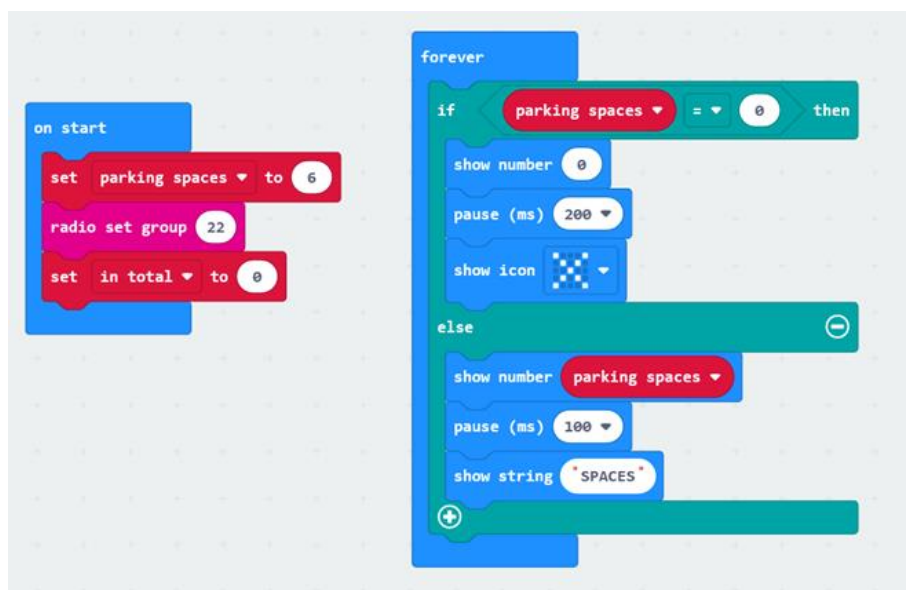 on start
set parking spaces to 6
radio set group 22
set in total to 0
forever
if parking spaces = 0 then
show number 0
pause (ms) 200
show icon
else
show number parking spaces
pause (ms) 100
show string "SPACES"